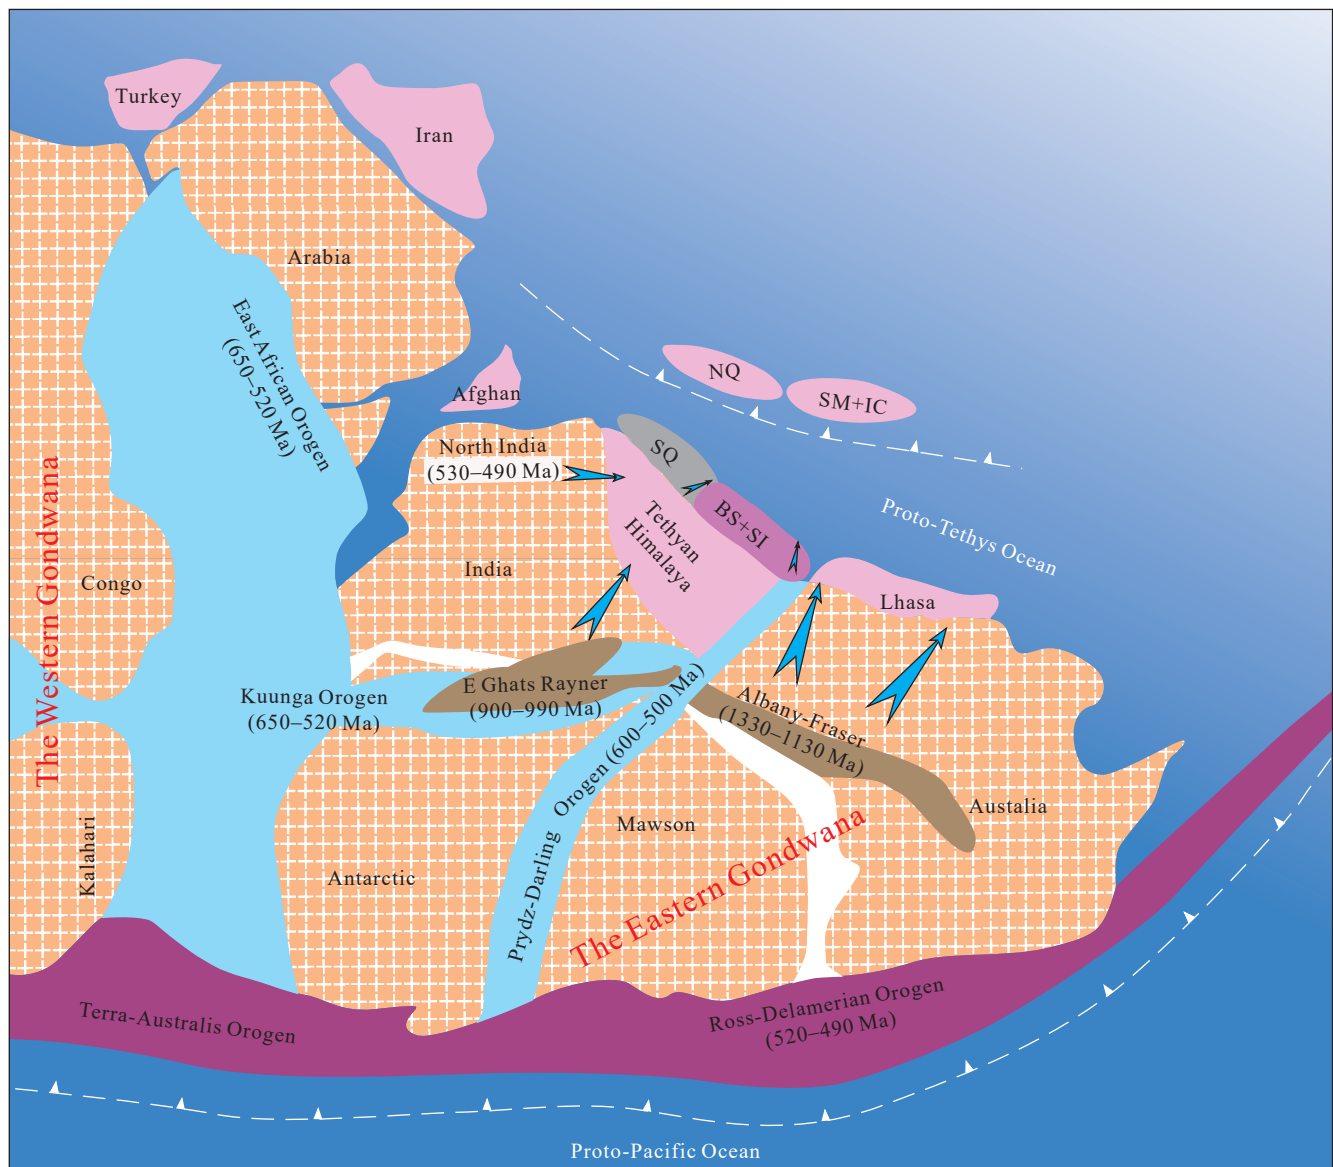 Turkey
Iran
Arabia
East African Orogen
(650–520 Ma)
Afghan
NQ
SM+IC
North India
(530–490 Ma)
SQ
BS+SI
Tethyan
Himalaya
Proto-Tethys Ocean
The Western Gondwana
Congo
India
Lhasa
Kuunga Orogen
(650–520 Ma)
E Ghats Rayner
(900–990 Ma)
Albany-Fraser
(1330–1130 Ma)
Prydz-Darling Orogen (600–500 Ma)
Austalia
Mawson
Kalahari
Antarctic
The Eastern Gondwana
Terra-Australis Orogen
Ross-Delamerian Orogen
(520–490 Ma)
Proto-Pacific Ocean